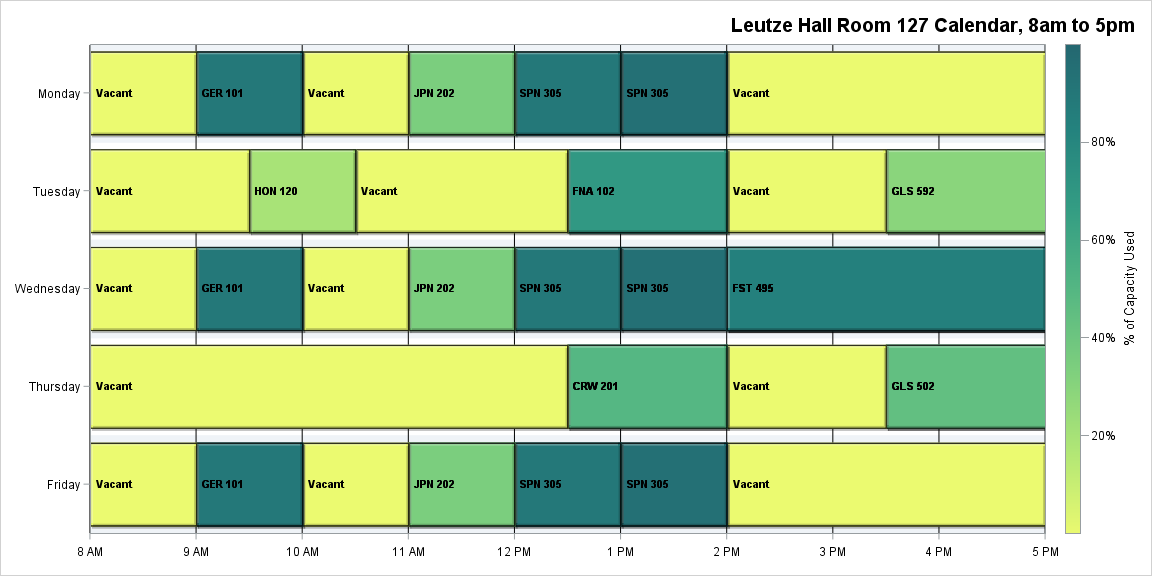 Leutze Hall Room 127 Calendar, 8am to 5pm
Monday
Vacant
GER 101
Vacant
JPN 202
SPN 305
SPN 305
Vacant
Tuesday
Vacant
HON 120
Vacant
FNA 102
Vacant
GLS 592
Wednesday
Vacant
GER 101
Vacant
JPN 202
SPN 305
SPN 305
FST 495
Thursday
Vacant
CRW 201
Vacant
GLS 502
Friday
Vacant
GER 101
Vacant
JPN 202
SPN 305
SPN 305
Vacant
8 AM
9 AM
10 AM
11 AM
12 PM
1 PM
2 PM
3 PM
4 PM
5 PM
80%
60%
40%
20%
% of Capacity Used